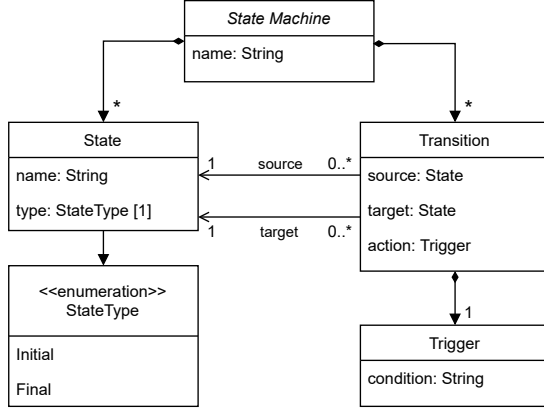 State Machine
name: String
*
*
State
name: String
type: StateType [1]
Transition
source: State
target: State
action: Trigger
1 source 0..*
1 target 0..*
<<enumeration>>
StateType
Initial
Final
1
Trigger
condition: String